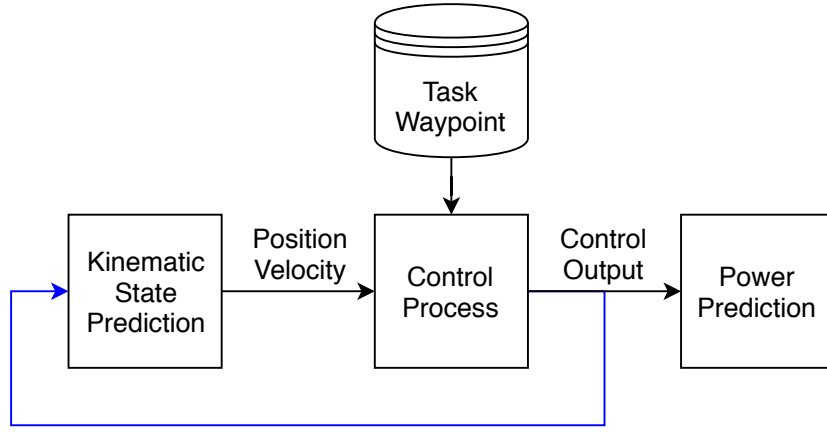 Task
Waypoint
Kinematic
State
Prediction
Position
Velocity
Control
Process
Control
Output
Power
Prediction